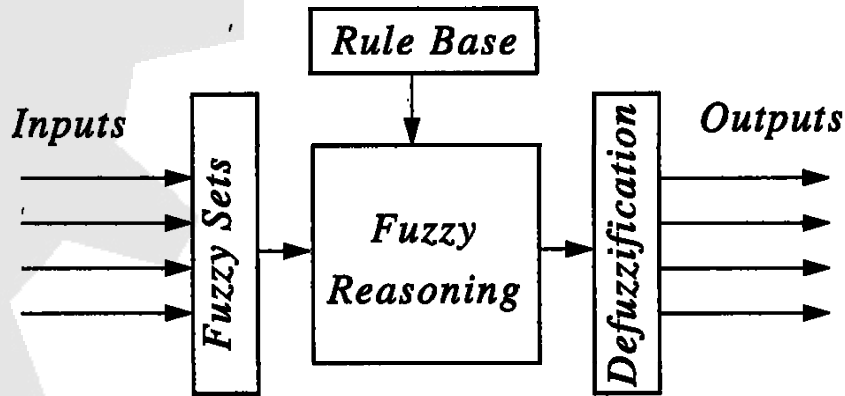 Rule Base
Inputs
Fuzzy Sets
Fuzzy
Reasoning
Defuzzification
Outputs